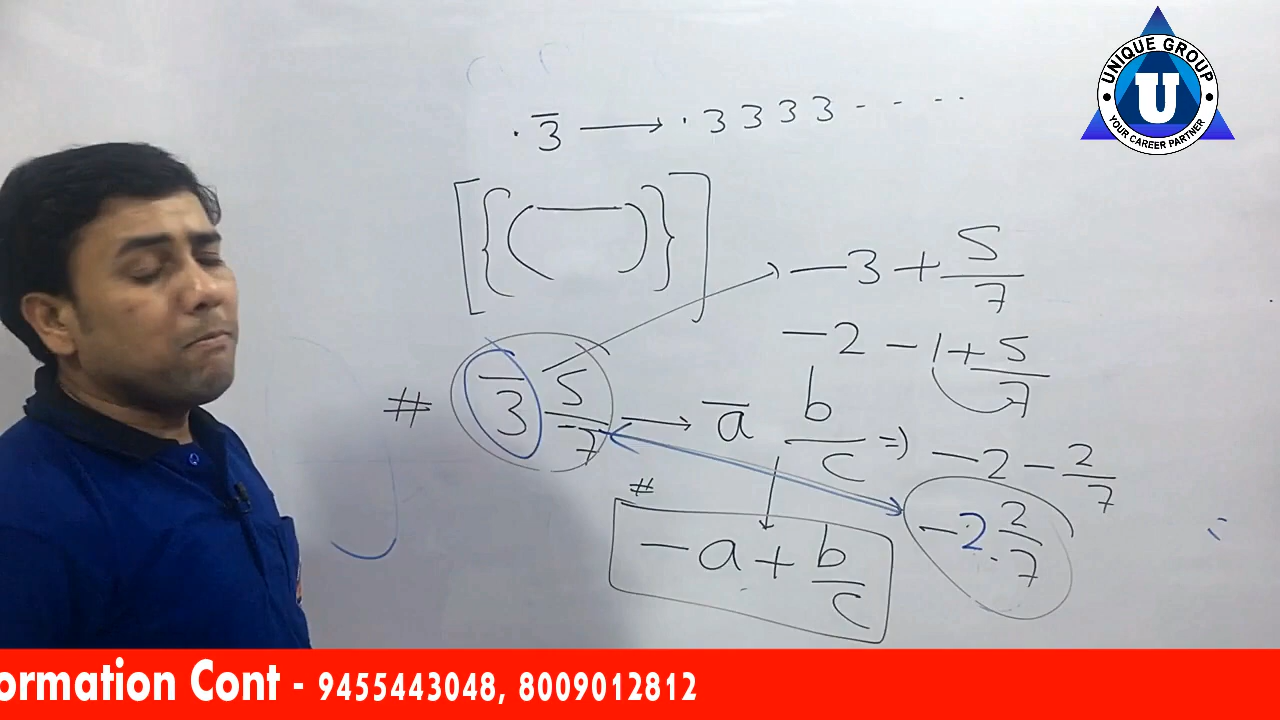 UNIQUE GROUP
U
YOUR CAREER PARTNER
.3̅ → .3333 - - - -
[{(‾)}]
-3 + 5/7
-2 -1 + 5/7
# 3̅ 5/7 → a̅ b/c ⇒ -2 - 2/7
#
-a + b/c
-2 2/7
ormation Cont - 9455443048, 8009012812